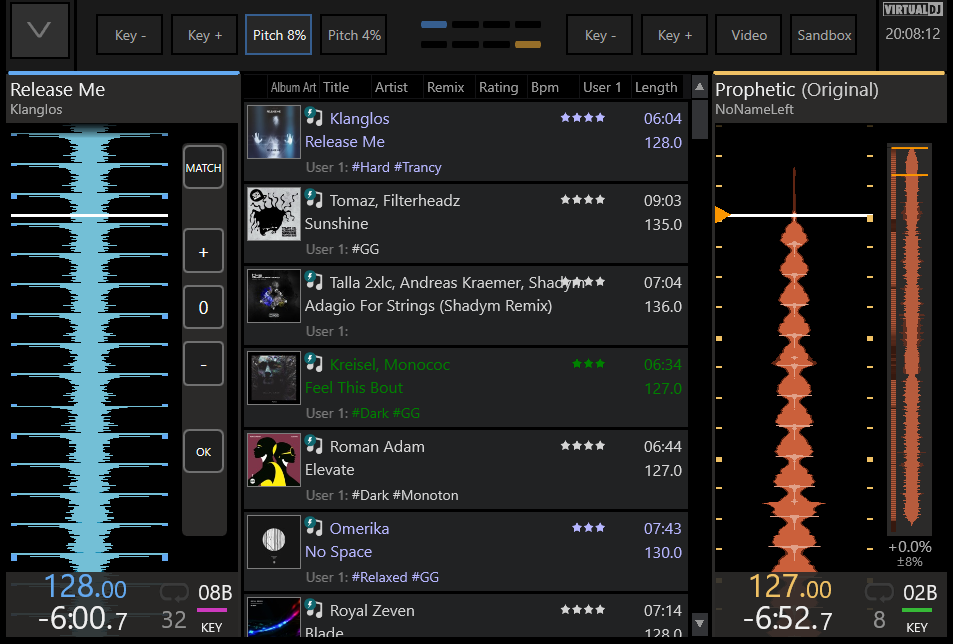 Key -
Key +
Pitch 8%
Pitch 4%
Key -
Key +
Video
Sandbox
VIRTUALDJ
20:08:12
Release Me
Klanglos
Album Art Title Artist Remix Rating Bpm User 1 Length
Prophetic (Original)
NoNameLeft
MATCH
+
0
-
OK
Klanglos ★★★★ 06:04
Release Me 128.0
User 1: #Hard #Trancy
Tomaz, Filterheadz ★★★★ 09:03
Sunshine 135.0
User 1: #GG
Talla 2xlc, Andreas Kraemer, Shadym ★★★★ 07:04
Adagio For Strings (Shadym Remix) 136.0
User 1:
Kreisel, Monococ ★★★ 06:34
Feel This Bout 127.0
User 1: #Dark #GG
Roman Adam ★★★★ 06:44
Elevate 127.0
User 1: #Dark #Monoton
Omerika ★★★ 07:43
No Space 130.0
User 1: #Relaxed #GG
Royal Zeven ★★★★ 07:14
Blade 128.0
128.00
-6:00.7
32
08B
KEY
+0.0%
±8%
127.00
-6:52.7
8
02B
KEY